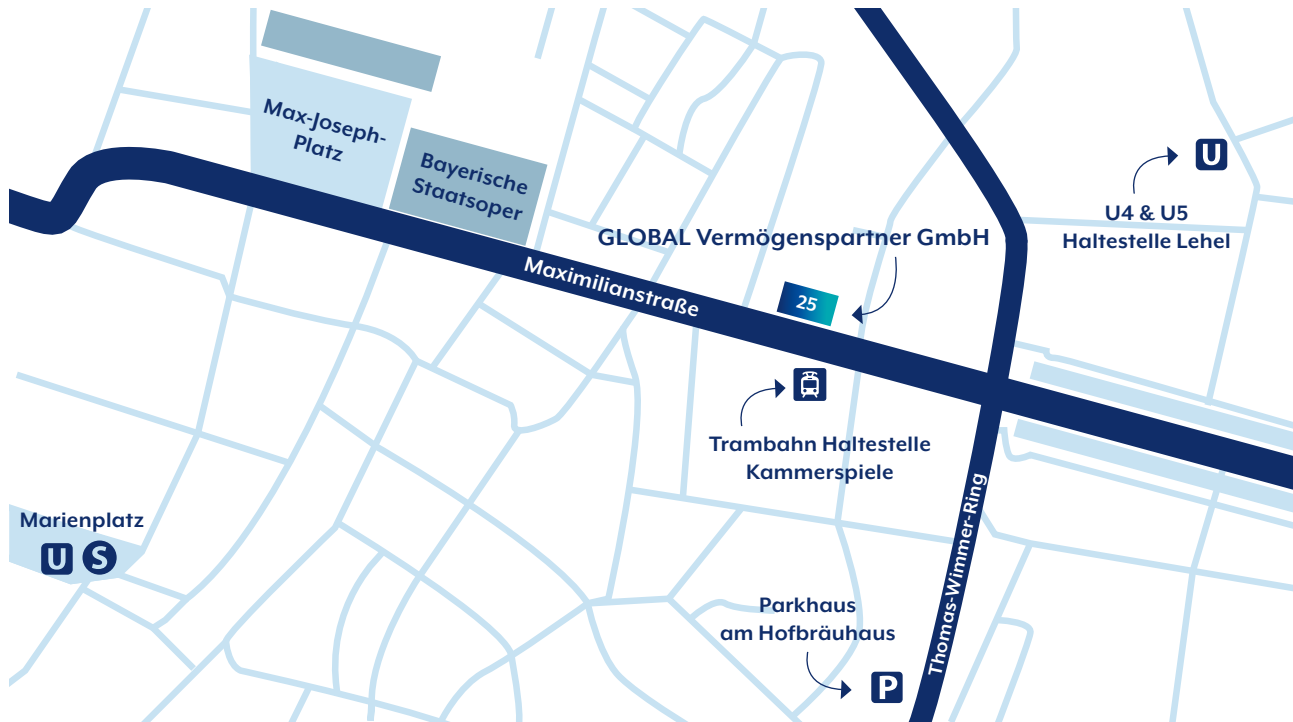 Max-Joseph-
Platz
Bayerische
Staatsoper
U
U4 & U5
Haltestelle Lehel
GLOBAL Vermögenspartner GmbH
Maximilianstraße
25
Trambahn Haltestelle
Kammerspiele
Marienplatz
U S
Thomas-Wimmer-Ring
Parkhaus
am Hofbräuhaus
P